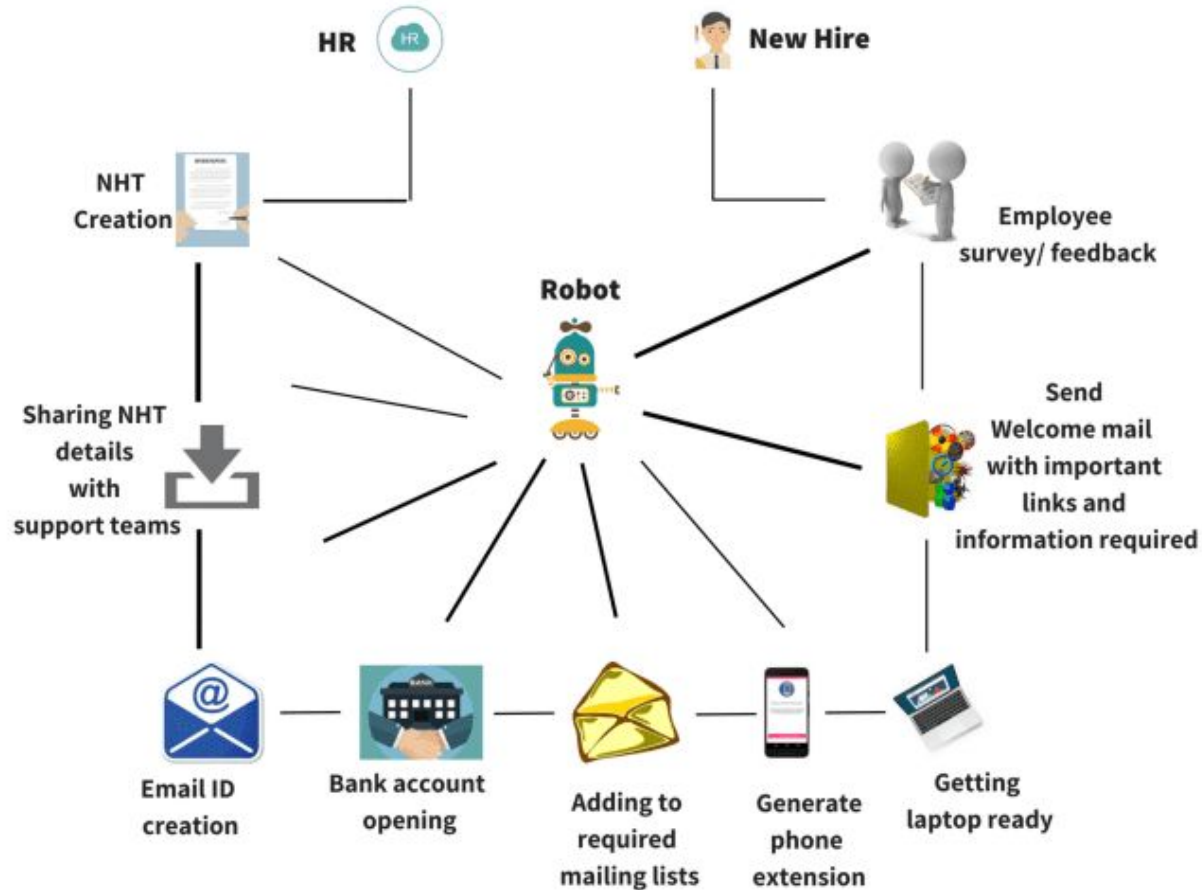 HR
HR
New Hire
NHT
Creation
Employee
survey/ feedback
Robot
Sharing NHT
details
with
support teams
Send
Welcome mail
with important
links and
information required
@
BANK
Email ID
creation
Bank account
opening
Adding to
required
mailing lists
Generate
phone
extension
Getting
laptop ready